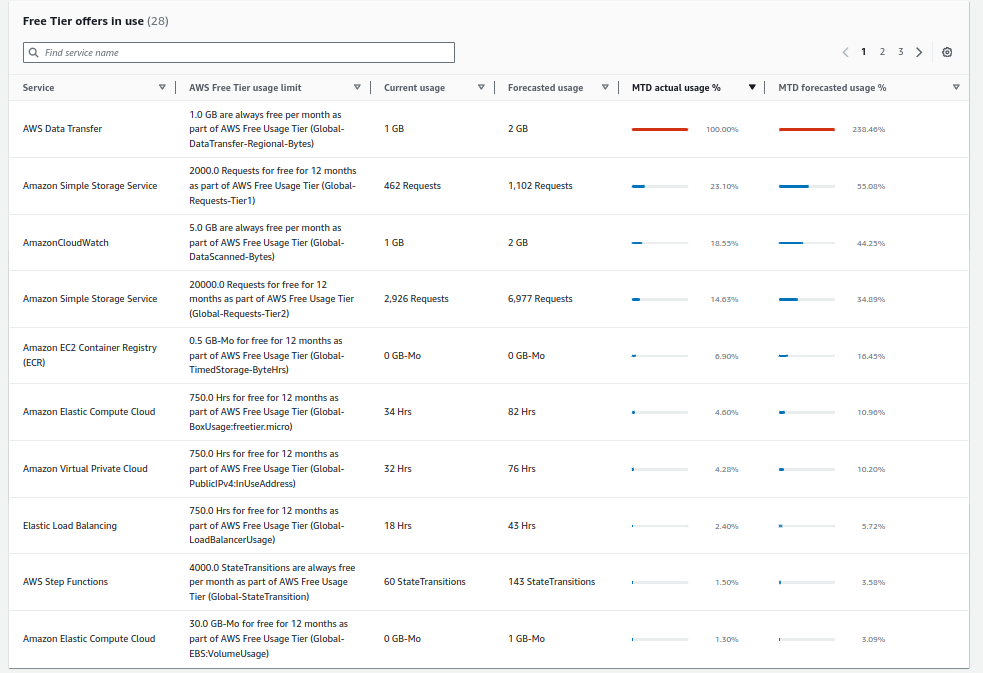 Free Tier offers in use (28)
Find service name
1 2 3
Service AWS Free Tier usage limit Current usage Forecasted usage MTD actual usage % MTD forecasted usage %
1.0 GB are always free per month as
AWS Data Transfer part of AWS Free Usage Tier (Global- 1 GB 2 GB 100.00% 238.46%
DataTransfer-Regional-Bytes)
2000.0 Requests for free for 12 months
Amazon Simple Storage Service as part of AWS Free Usage Tier (Global- 462 Requests 1,102 Requests 23.10% 55.08%
Requests-Tier1)
5.0 GB are always free per month as
AmazonCloudWatch part of AWS Free Usage Tier (Global- 1 GB 2 GB 18.55% 44.25%
DataScanned-Bytes)
20000.0 Requests for free for 12
Amazon Simple Storage Service months as part of AWS Free Usage Tier 2,926 Requests 6,977 Requests 14.63% 34.89%
(Global-Requests-Tier2)
Amazon EC2 Container Registry 0.5 GB-Mo for free for 12 months as
(ECR) part of AWS Free Usage Tier (Global- 0 GB-Mo 0 GB-Mo 6.90% 16.45%
TimedStorage-ByteHrs)
750.0 Hrs for free for 12 months as
Amazon Elastic Compute Cloud part of AWS Free Usage Tier (Global- 34 Hrs 82 Hrs 4.60% 10.96%
BoxUsage:freetier.micro)
750.0 Hrs for free for 12 months as
Amazon Virtual Private Cloud part of AWS Free Usage Tier (Global- 32 Hrs 76 Hrs 4.28% 10.20%
PublicIPv4:InUseAddress)
750.0 Hrs for free for 12 months as
Elastic Load Balancing part of AWS Free Usage Tier (Global- 18 Hrs 43 Hrs 2.40% 5.72%
LoadBalancerUsage)
4000.0 StateTransitions are always free
AWS Step Functions per month as part of AWS Free Usage 60 StateTransitions 143 StateTransitions 1.50% 3.58%
Tier (Global-StateTransition)
30.0 GB-Mo for free for 12 months as
Amazon Elastic Compute Cloud part of AWS Free Usage Tier (Global- 0 GB-Mo 1 GB-Mo 1.30% 3.09%
EBS:VolumeUsage)